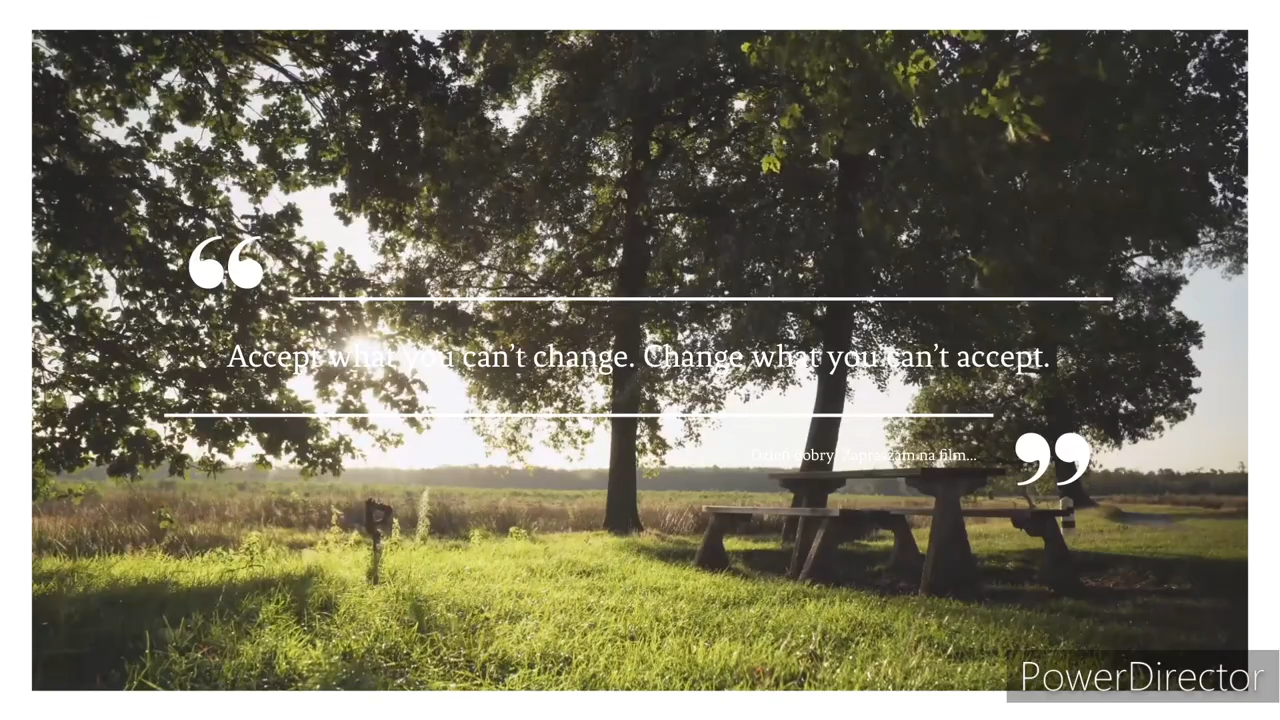 “
Accept what you can’t change. Change what you can’t accept.
Dzień dobry. Zapraszam na film...
”
PowerDirector